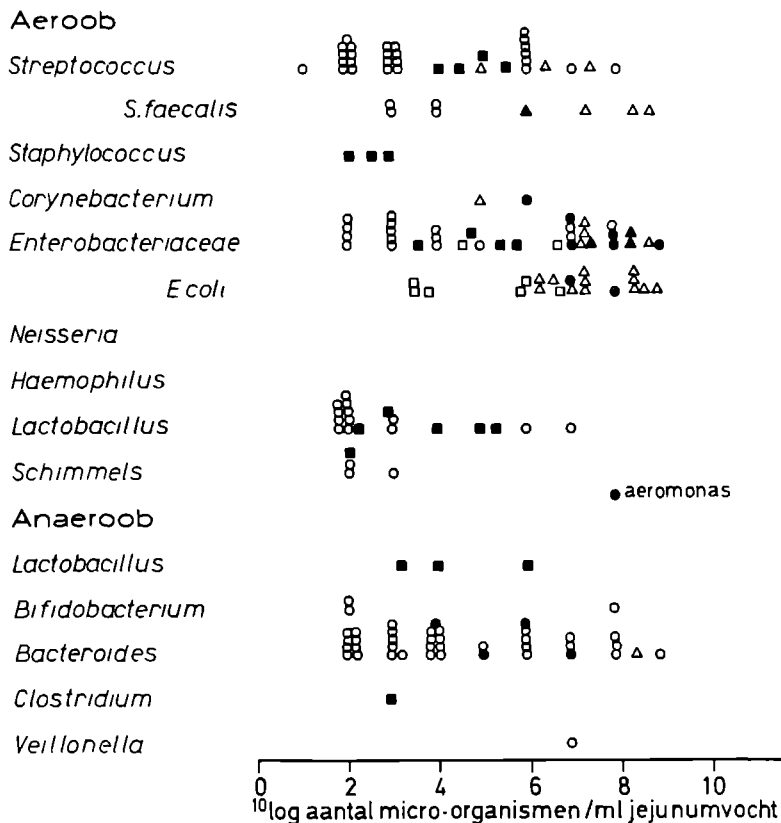 Aeroob
Streptococcus
S.faecalis
Staphylococcus
Corynebacterium
Enterobacteriaceae
E coli
Neisseria
Haemophilus
Lactobacillus
Schimmels
aeromonas
Anaeroob
Lactobacillus
Bifidobacterium
Bacteroides
Clostridium
Veillonella
0 2 4 6 8 10
¹⁰log aantal micro-organismen/ml jejunumvocht